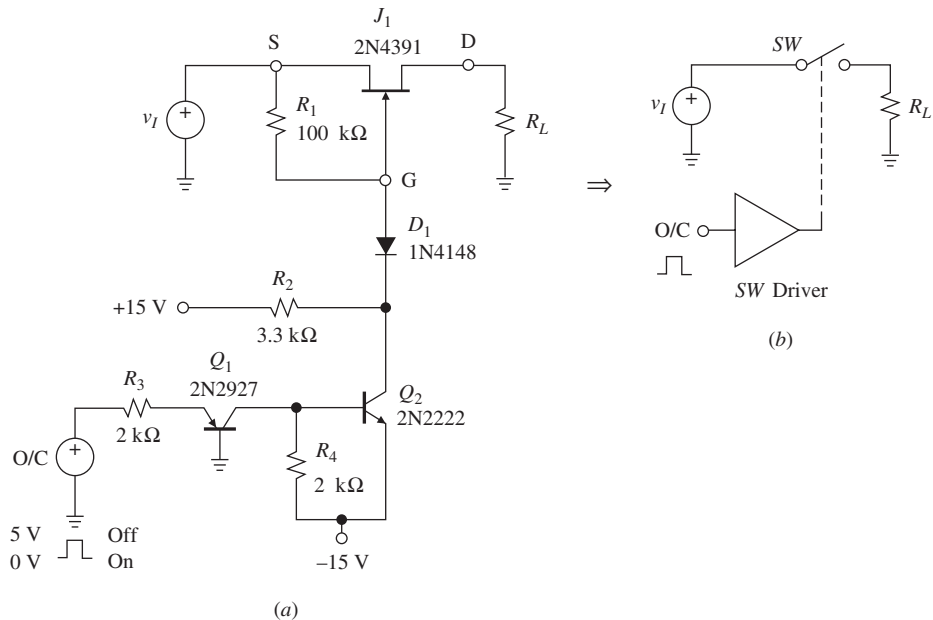 J1
2N4391
S
D
R1
100 kΩ
vI
RL
G
D1
1N4148
R2
+15 V
3.3 kΩ
Q1
2N2927
R3
2 kΩ
Q2
2N2222
O/C
R4
2 kΩ
5 V Off
0 V On
–15 V
(a)
⇒
SW
vI
RL
O/C
SW Driver
(b)